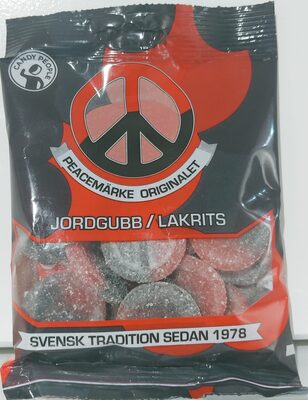 CANDY PEOPLE
PEACEMÄRKE ORIGINALET
JORDGUBB / LAKRITS
SVENSK TRADITION SEDAN 1978